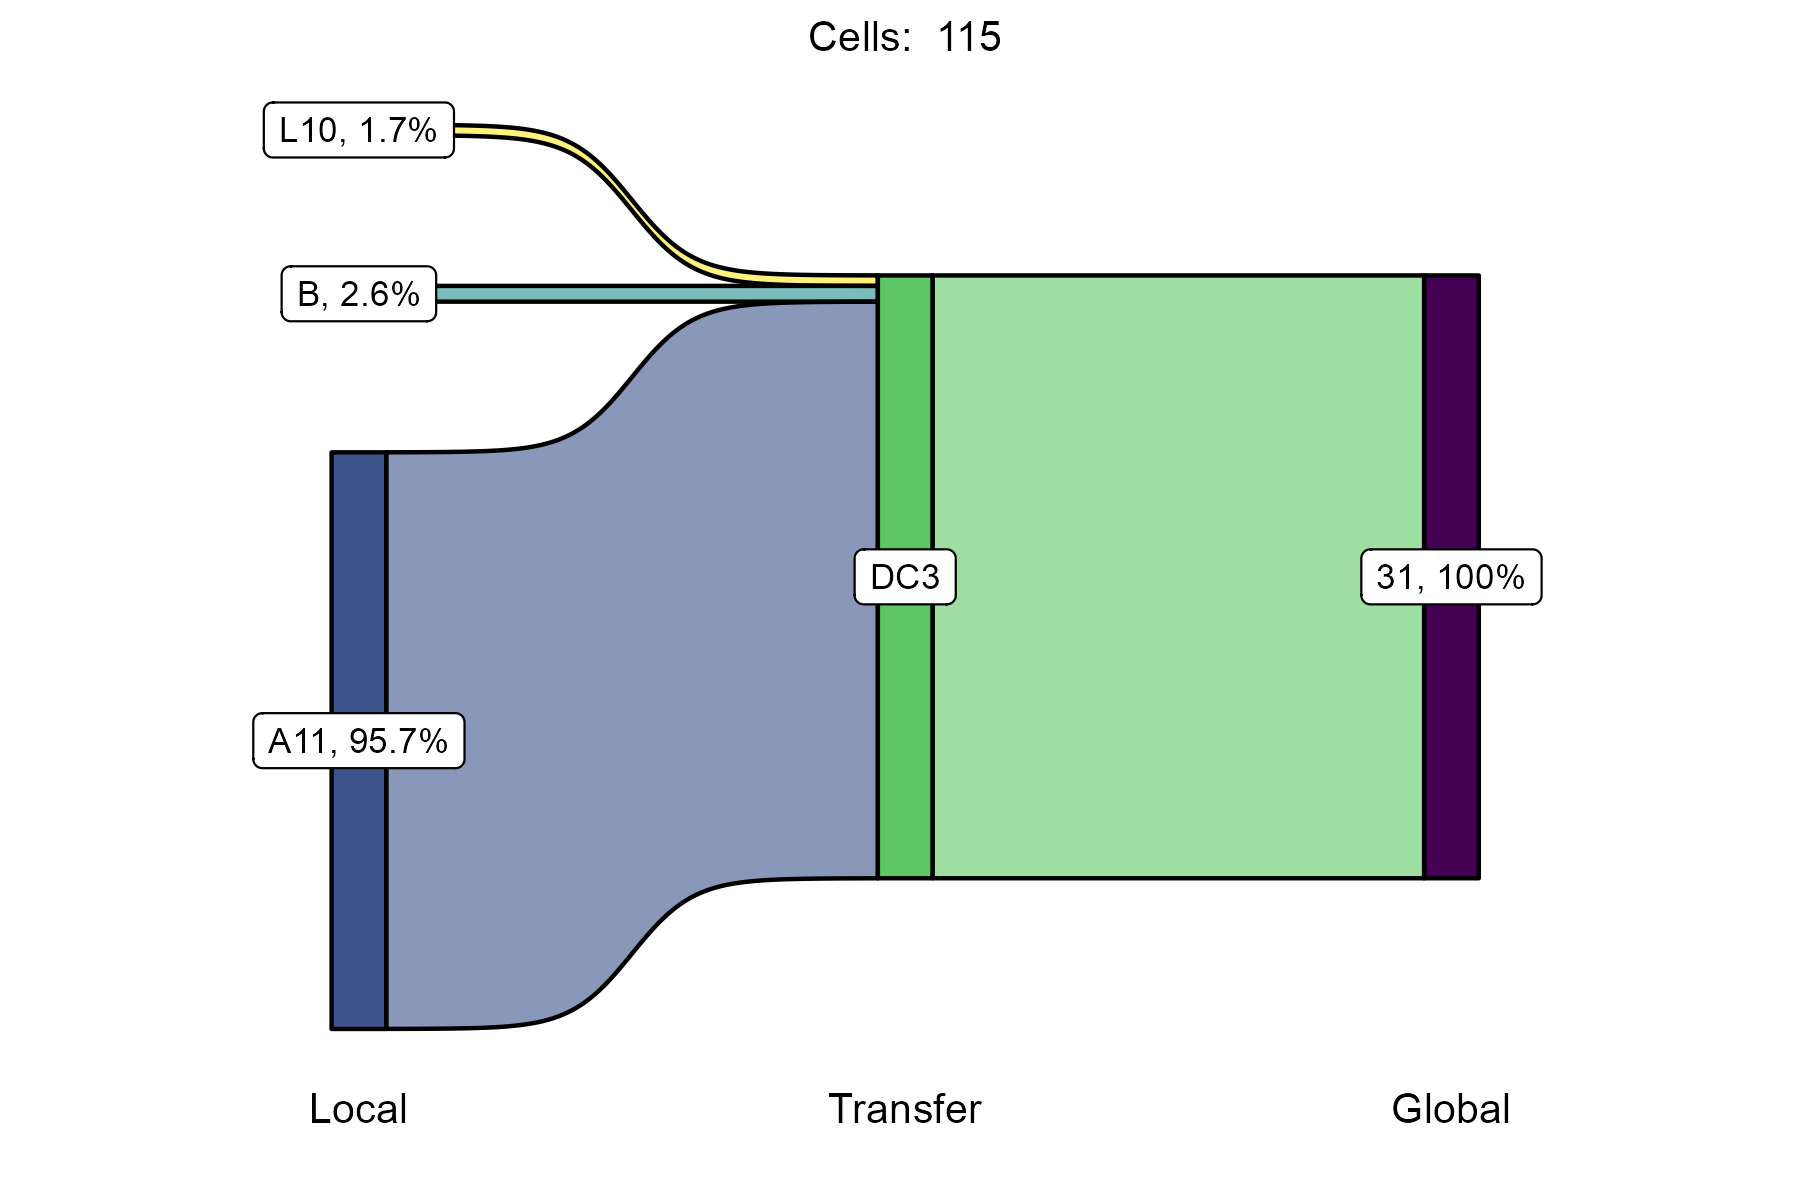 Cells:  115
L10, 1.7%
B, 2.6%
DC3
31, 100%
A11, 95.7%
Local
Transfer
Global